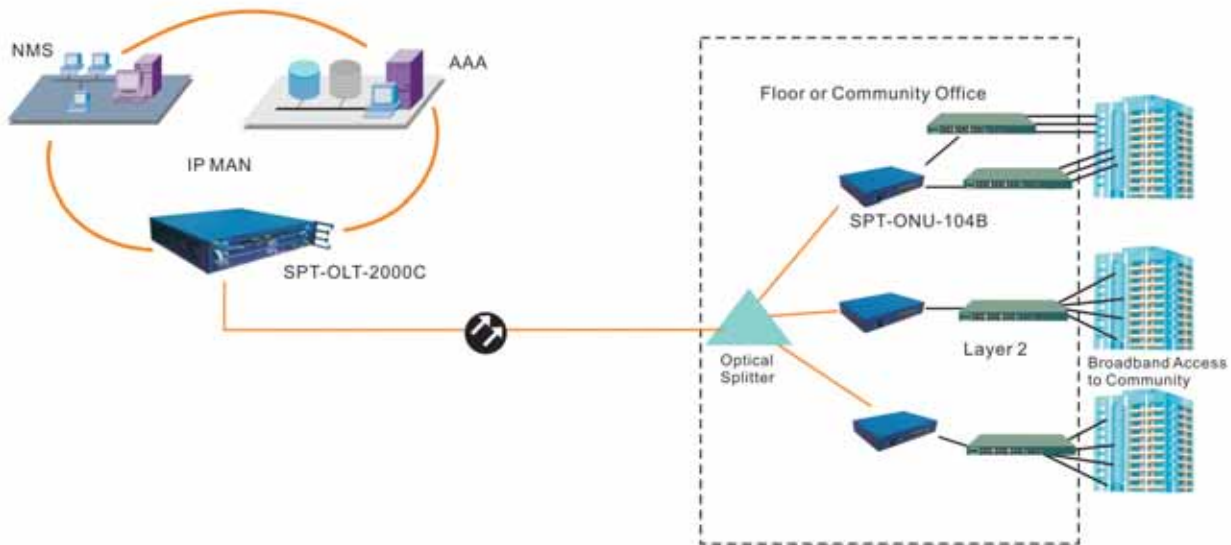 NMS
AAA
IP MAN
SPT-OLT-2000C
Floor or Community Office
SPT-ONU-104B
Optical
Splitter
Layer 2
Broadband Access
to Community